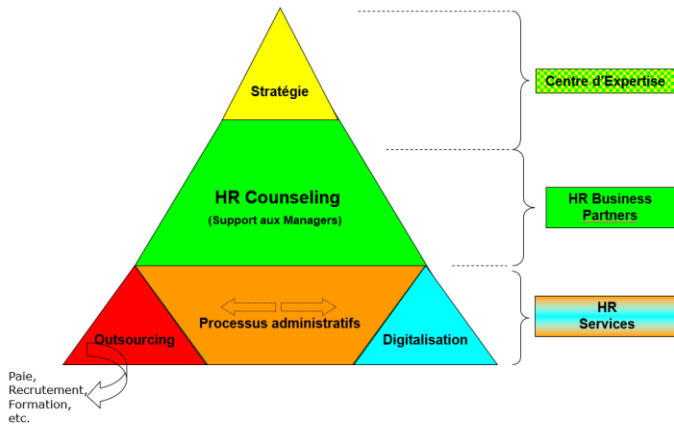 Stratégie
Centre d'Expertise
HR Counseling
(Support aux Managers)
HR Business
Partners
Outsourcing
Processus administratifs
Digitalisation
HR
Services
Paie,
Recrutement,
Formation,
etc.